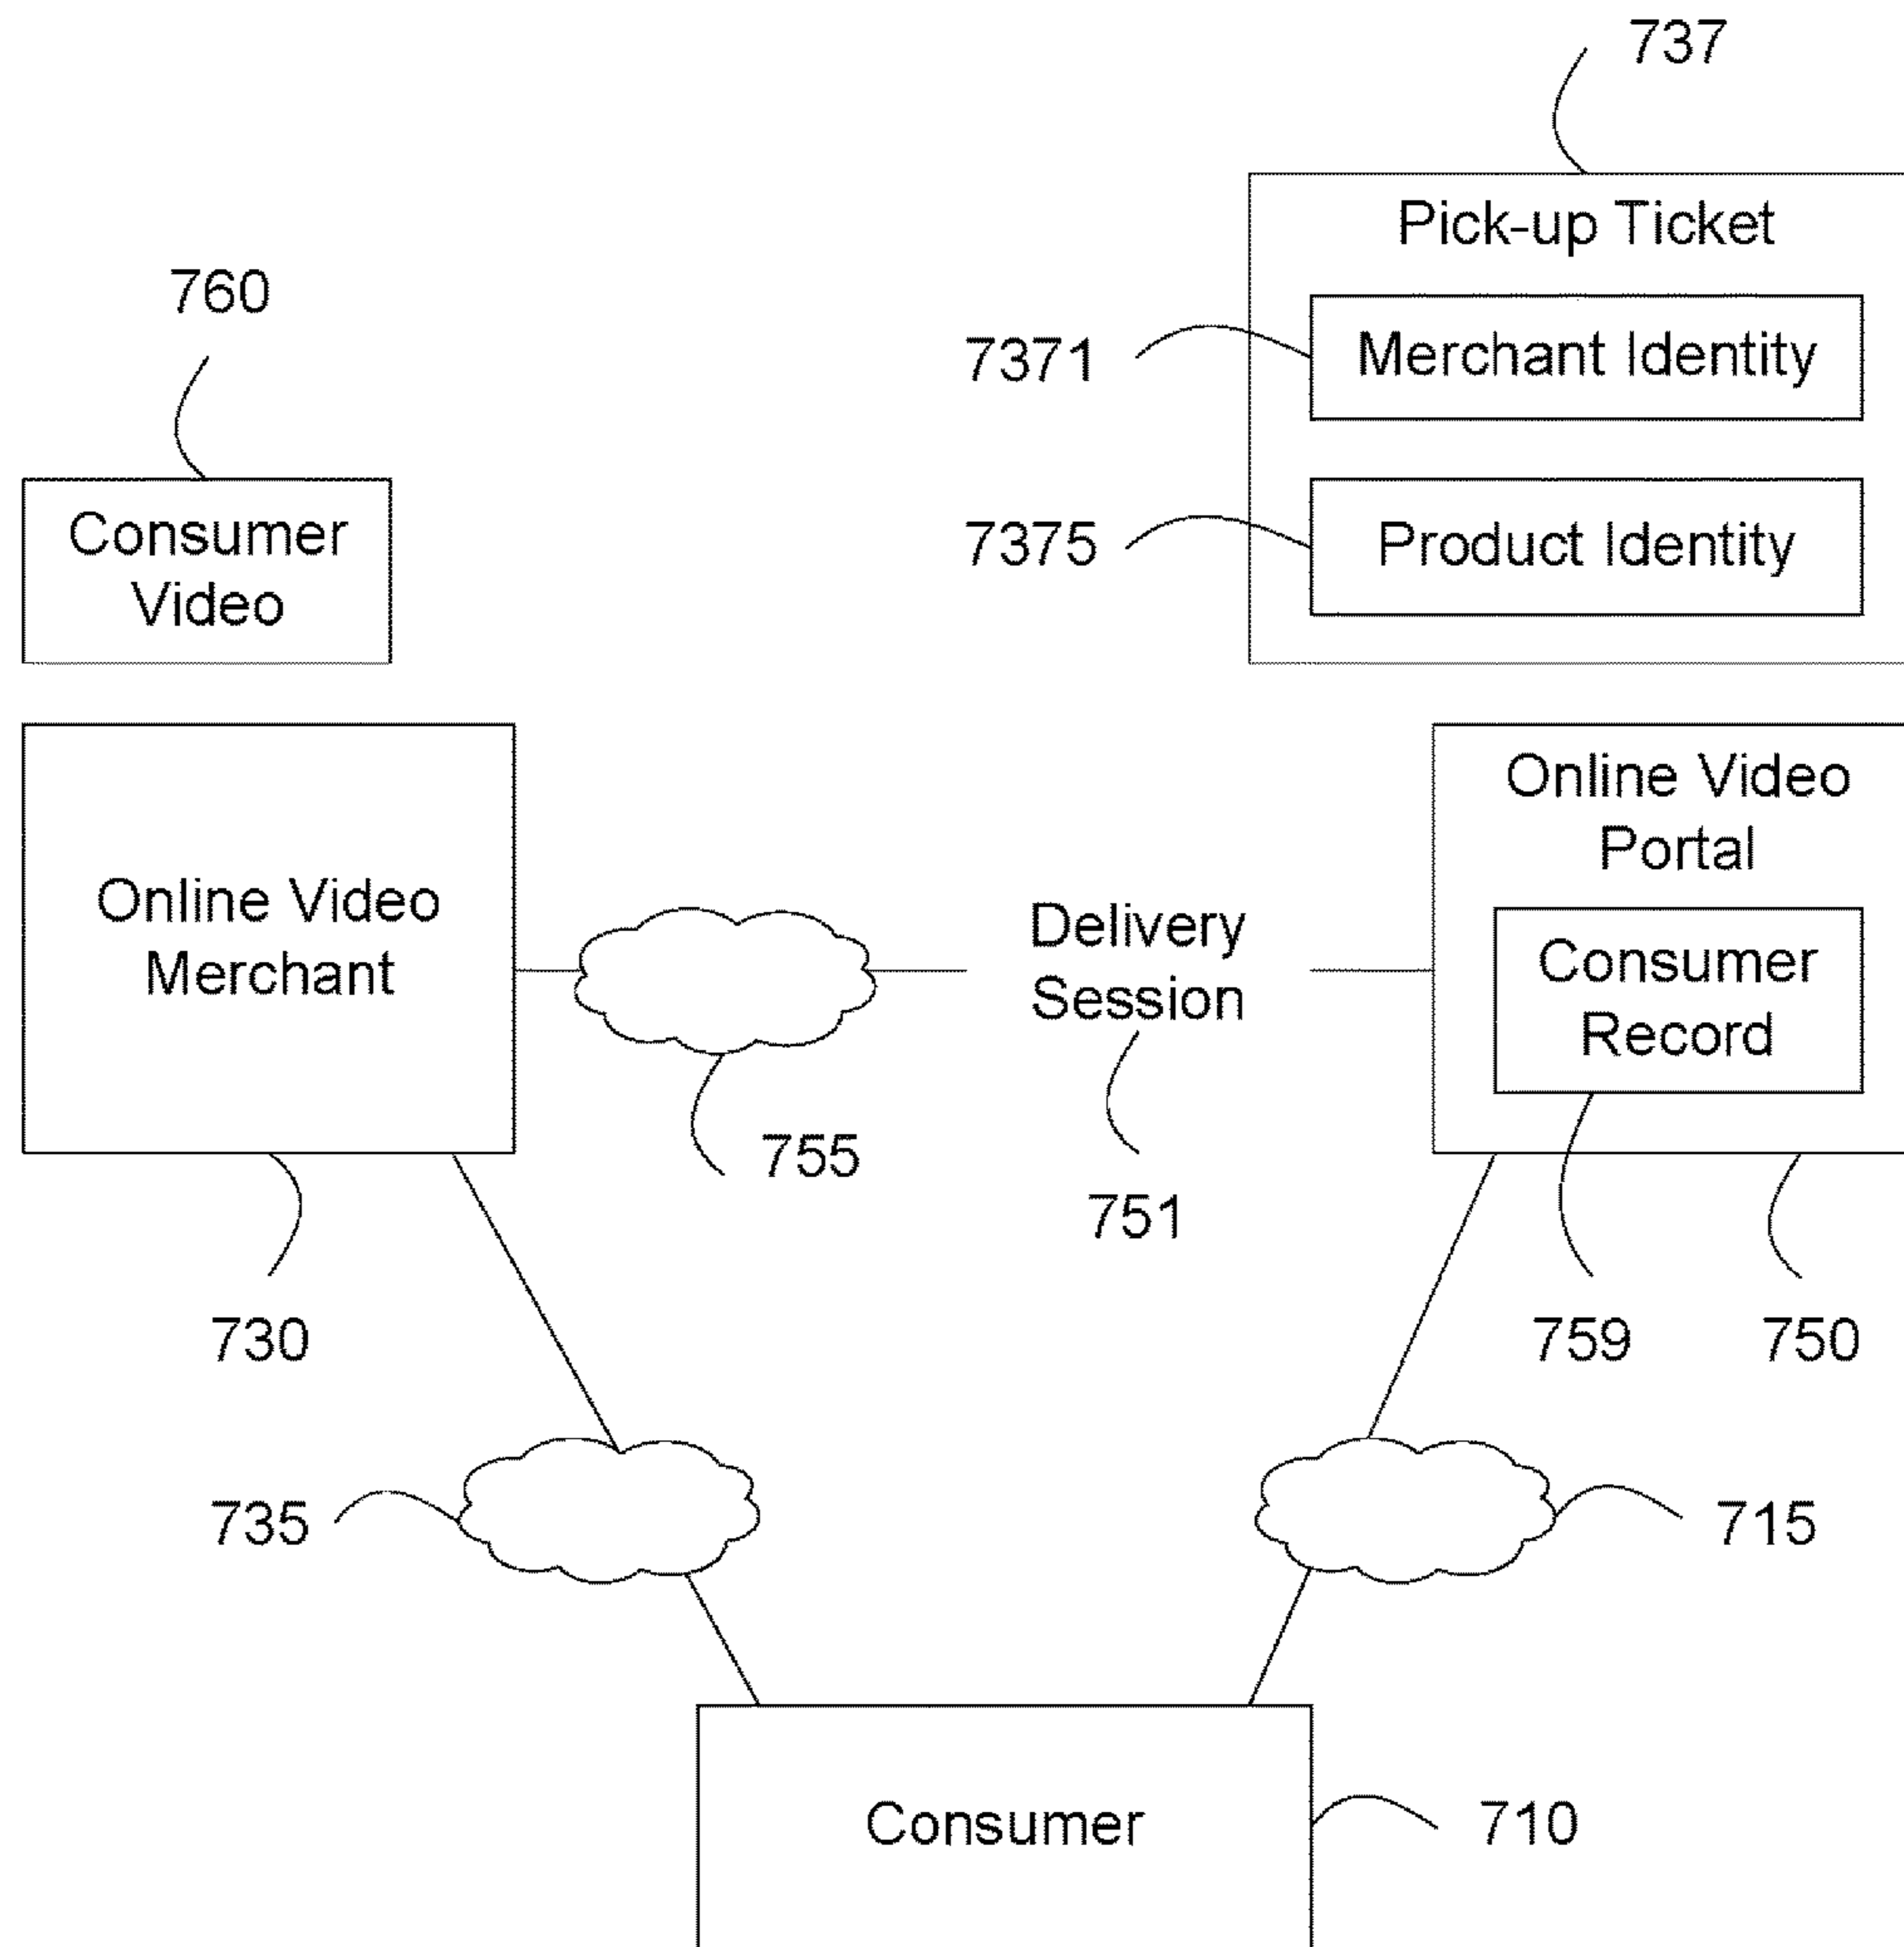 737
Pick-up Ticket
760
7371
Merchant Identity
Consumer
Video
7375
Product Identity
Online Video
Merchant
Delivery
Session
Online Video
Portal
Consumer
Record
755
751
730
759
750
735
715
Consumer
710